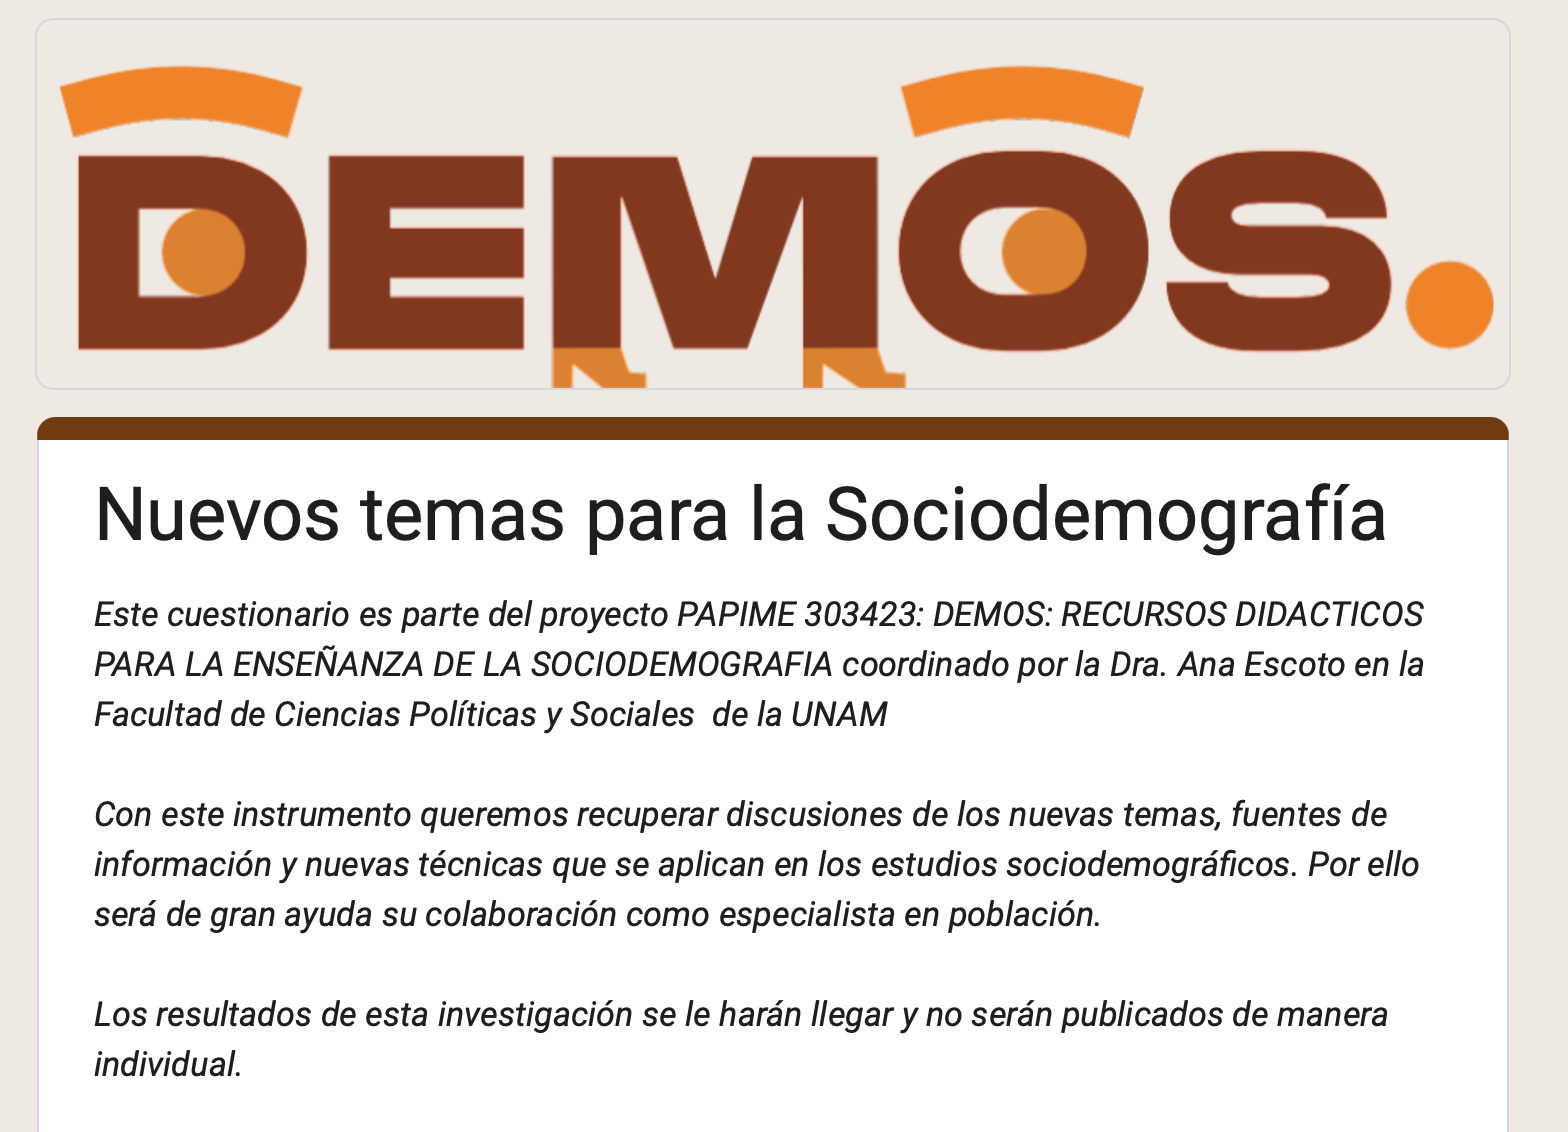 DEMOS.
Nuevos temas para la Sociodemografía
Este cuestionario es parte del proyecto PAPIME 303423: DEMOS: RECURSOS DIDACTICOS
PARA LA ENSEÑANZA DE LA SOCIODEMOGRAFIA coordinado por la Dra. Ana Escoto en la
Facultad de Ciencias Políticas y Sociales  de la UNAM
Con este instrumento queremos recuperar discusiones de los nuevas temas, fuentes de
información y nuevas técnicas que se aplican en los estudios sociodemográficos. Por ello
será de gran ayuda su colaboración como especialista en población.
Los resultados de esta investigación se le harán llegar y no serán publicados de manera
individual.